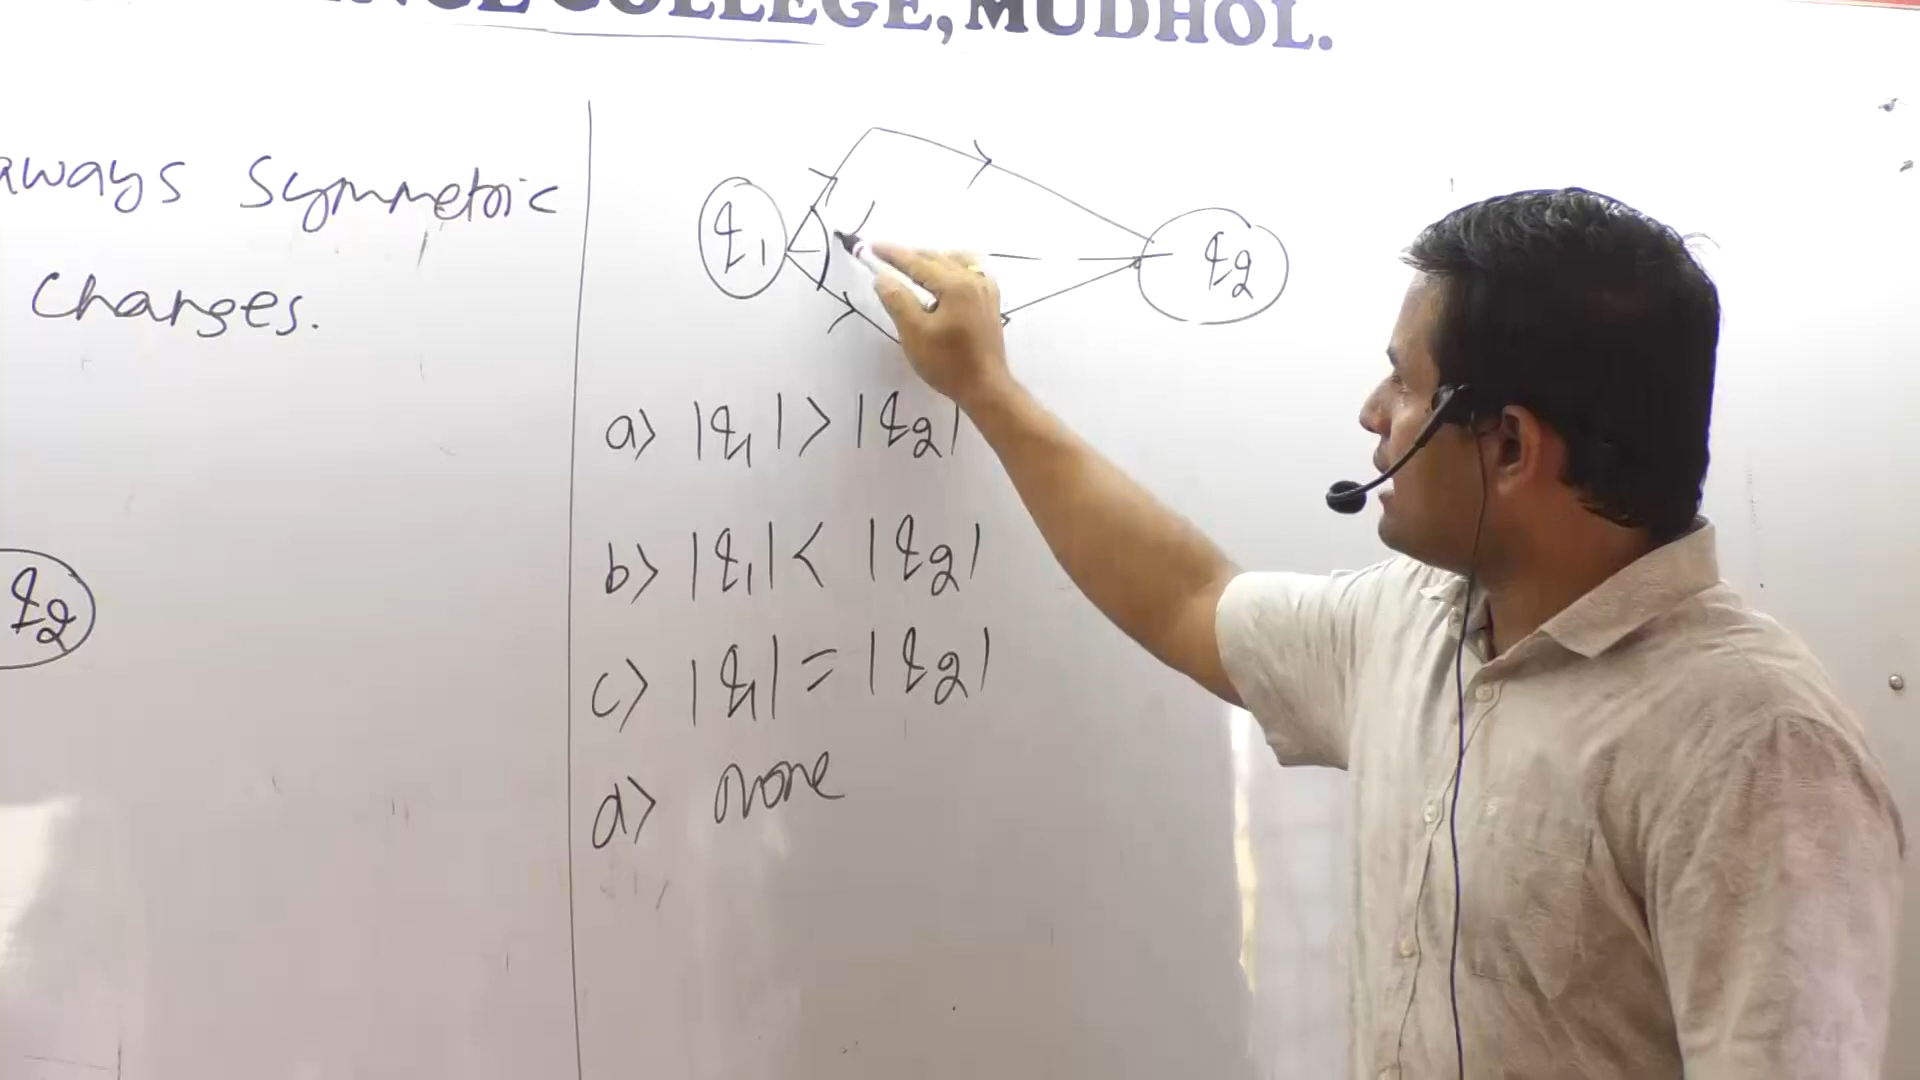 COLLEGE, MUDHOL.
aways Symmetric
Charges.
q2
q1
q2
a) |q1| > |q2|
b) |q1| < |q2|
c) |q1| = |q2|
d) none